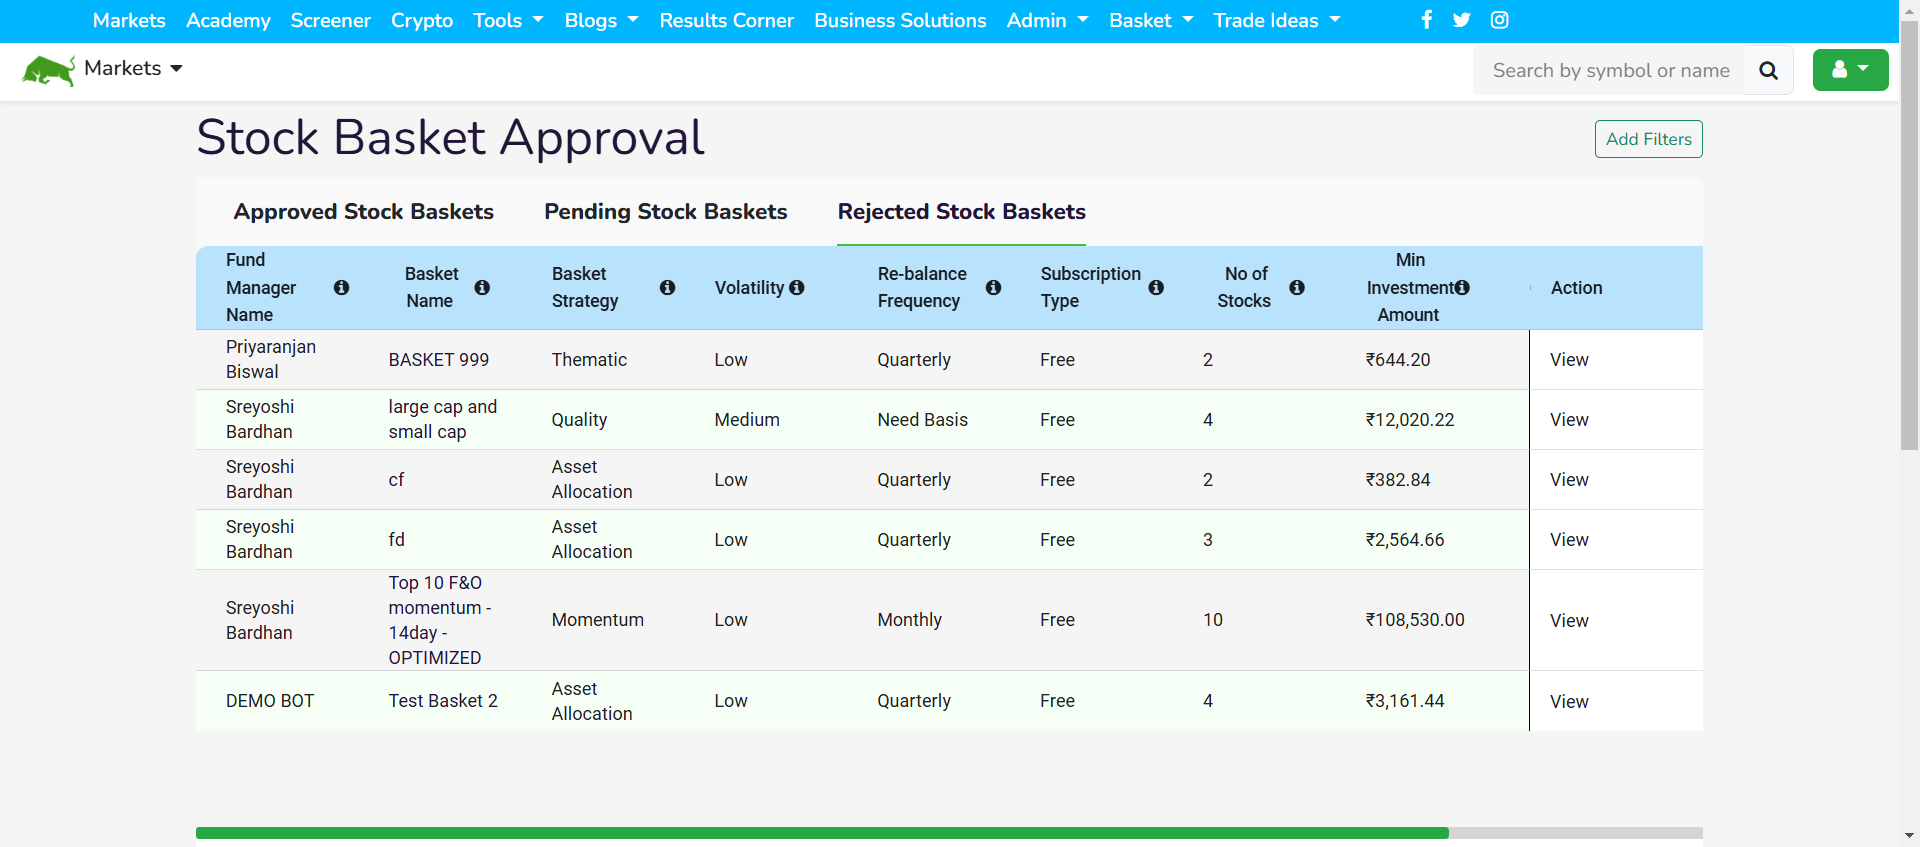 Markets Academy Screener Crypto Tools Blogs Results Corner Business Solutions Admin Basket Trade Ideas
Markets
Search by symbol or name
Stock Basket Approval
Add Filters
Approved Stock Baskets Pending Stock Baskets Rejected Stock Baskets
Fund Manager Name Basket Name Basket Strategy Volatility Re-balance Frequency Subscription Type No of Stocks Min Investment Amount Action
Priyaranjan Biswal BASKET 999 Thematic Low Quarterly Free 2 ₹644.20 View
Sreyoshi Bardhan large cap and small cap Quality Medium Need Basis Free 4 ₹12,020.22 View
Sreyoshi Bardhan cf Asset Allocation Low Quarterly Free 2 ₹382.84 View
Sreyoshi Bardhan fd Asset Allocation Low Quarterly Free 3 ₹2,564.66 View
Sreyoshi Bardhan Top 10 F&O momentum - 14day - OPTIMIZED Momentum Low Monthly Free 10 ₹108,530.00 View
DEMO BOT Test Basket 2 Asset Allocation Low Quarterly Free 4 ₹3,161.44 View